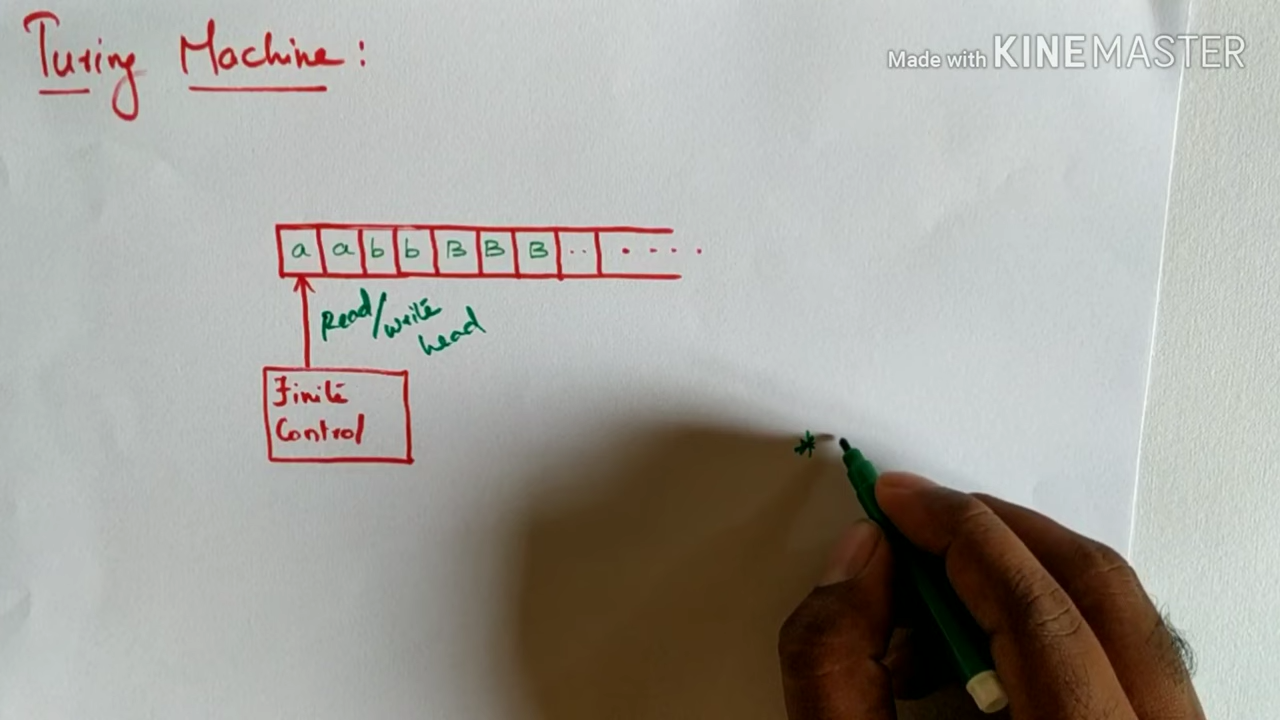 Turing Machine:
Made with KINEMASTER
a a b b B B B .. . . . .
Read/write
head
Finite
Control
*